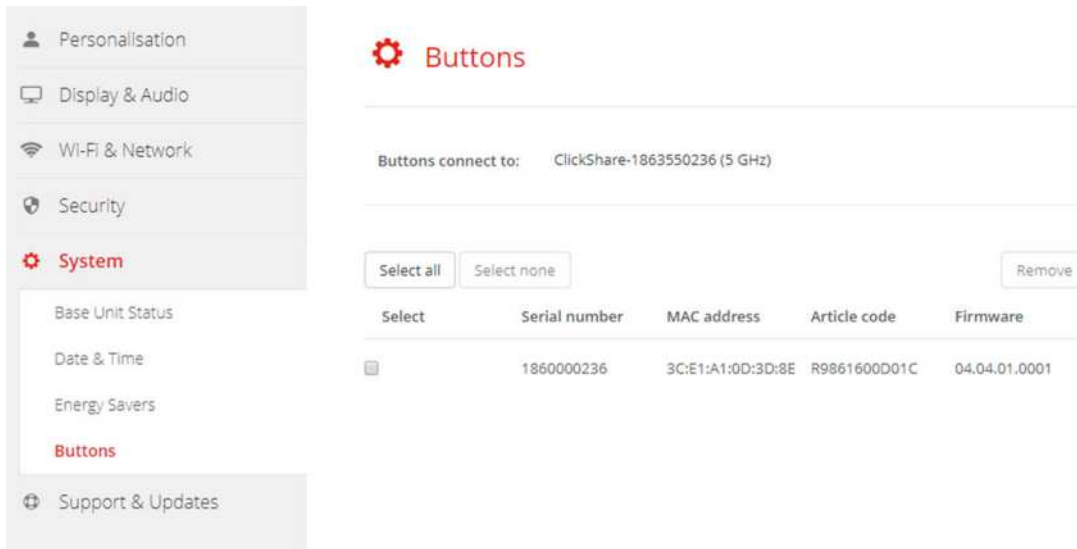 Personalisation
Display & Audio
Wi-Fi & Network
Security
System
Base Unit Status
Date & Time
Energy Savers
Buttons
Support & Updates
Buttons
Buttons connect to: ClickShare-1863550236 (5 GHz)
Select all Select none Remove
Select Serial number MAC address Article code Firmware
1860000236 3C:E1:A1:0D:3D:8E R9861600D01C 04.04.01.0001